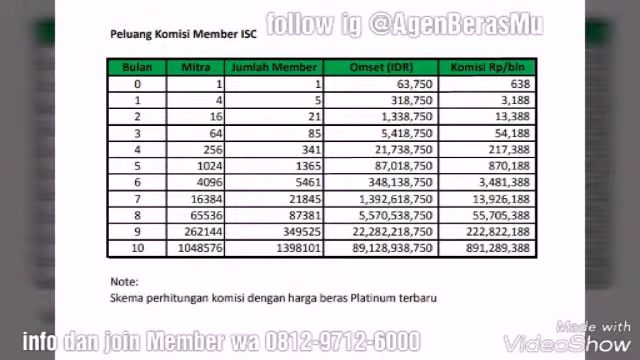 follow ig @AgenBerasMu
Peluang Komisi Member ISC
Bulan Mitra Jumlah Member Omset (IDR) Komisi Rp/bln
0 1 1 63,750 638
1 4 5 318,750 3,188
2 16 21 1,338,750 13,388
3 64 85 5,418,750 54,188
4 256 341 21,738,750 217,388
5 1024 1365 87,018,750 870,188
6 4096 5461 348,138,750 3,481,388
7 16384 21845 1,392,618,750 13,926,188
8 65536 87381 5,570,538,750 55,705,388
9 262144 349525 22,282,218,750 222,822,188
10 1048576 1398101 89,128,938,750 891,289,388
Note:
Skema perhitungan komisi dengan harga beras Platinum terbaru
info dan join Member wa 0812-9712-6000
Made with
VideoShow